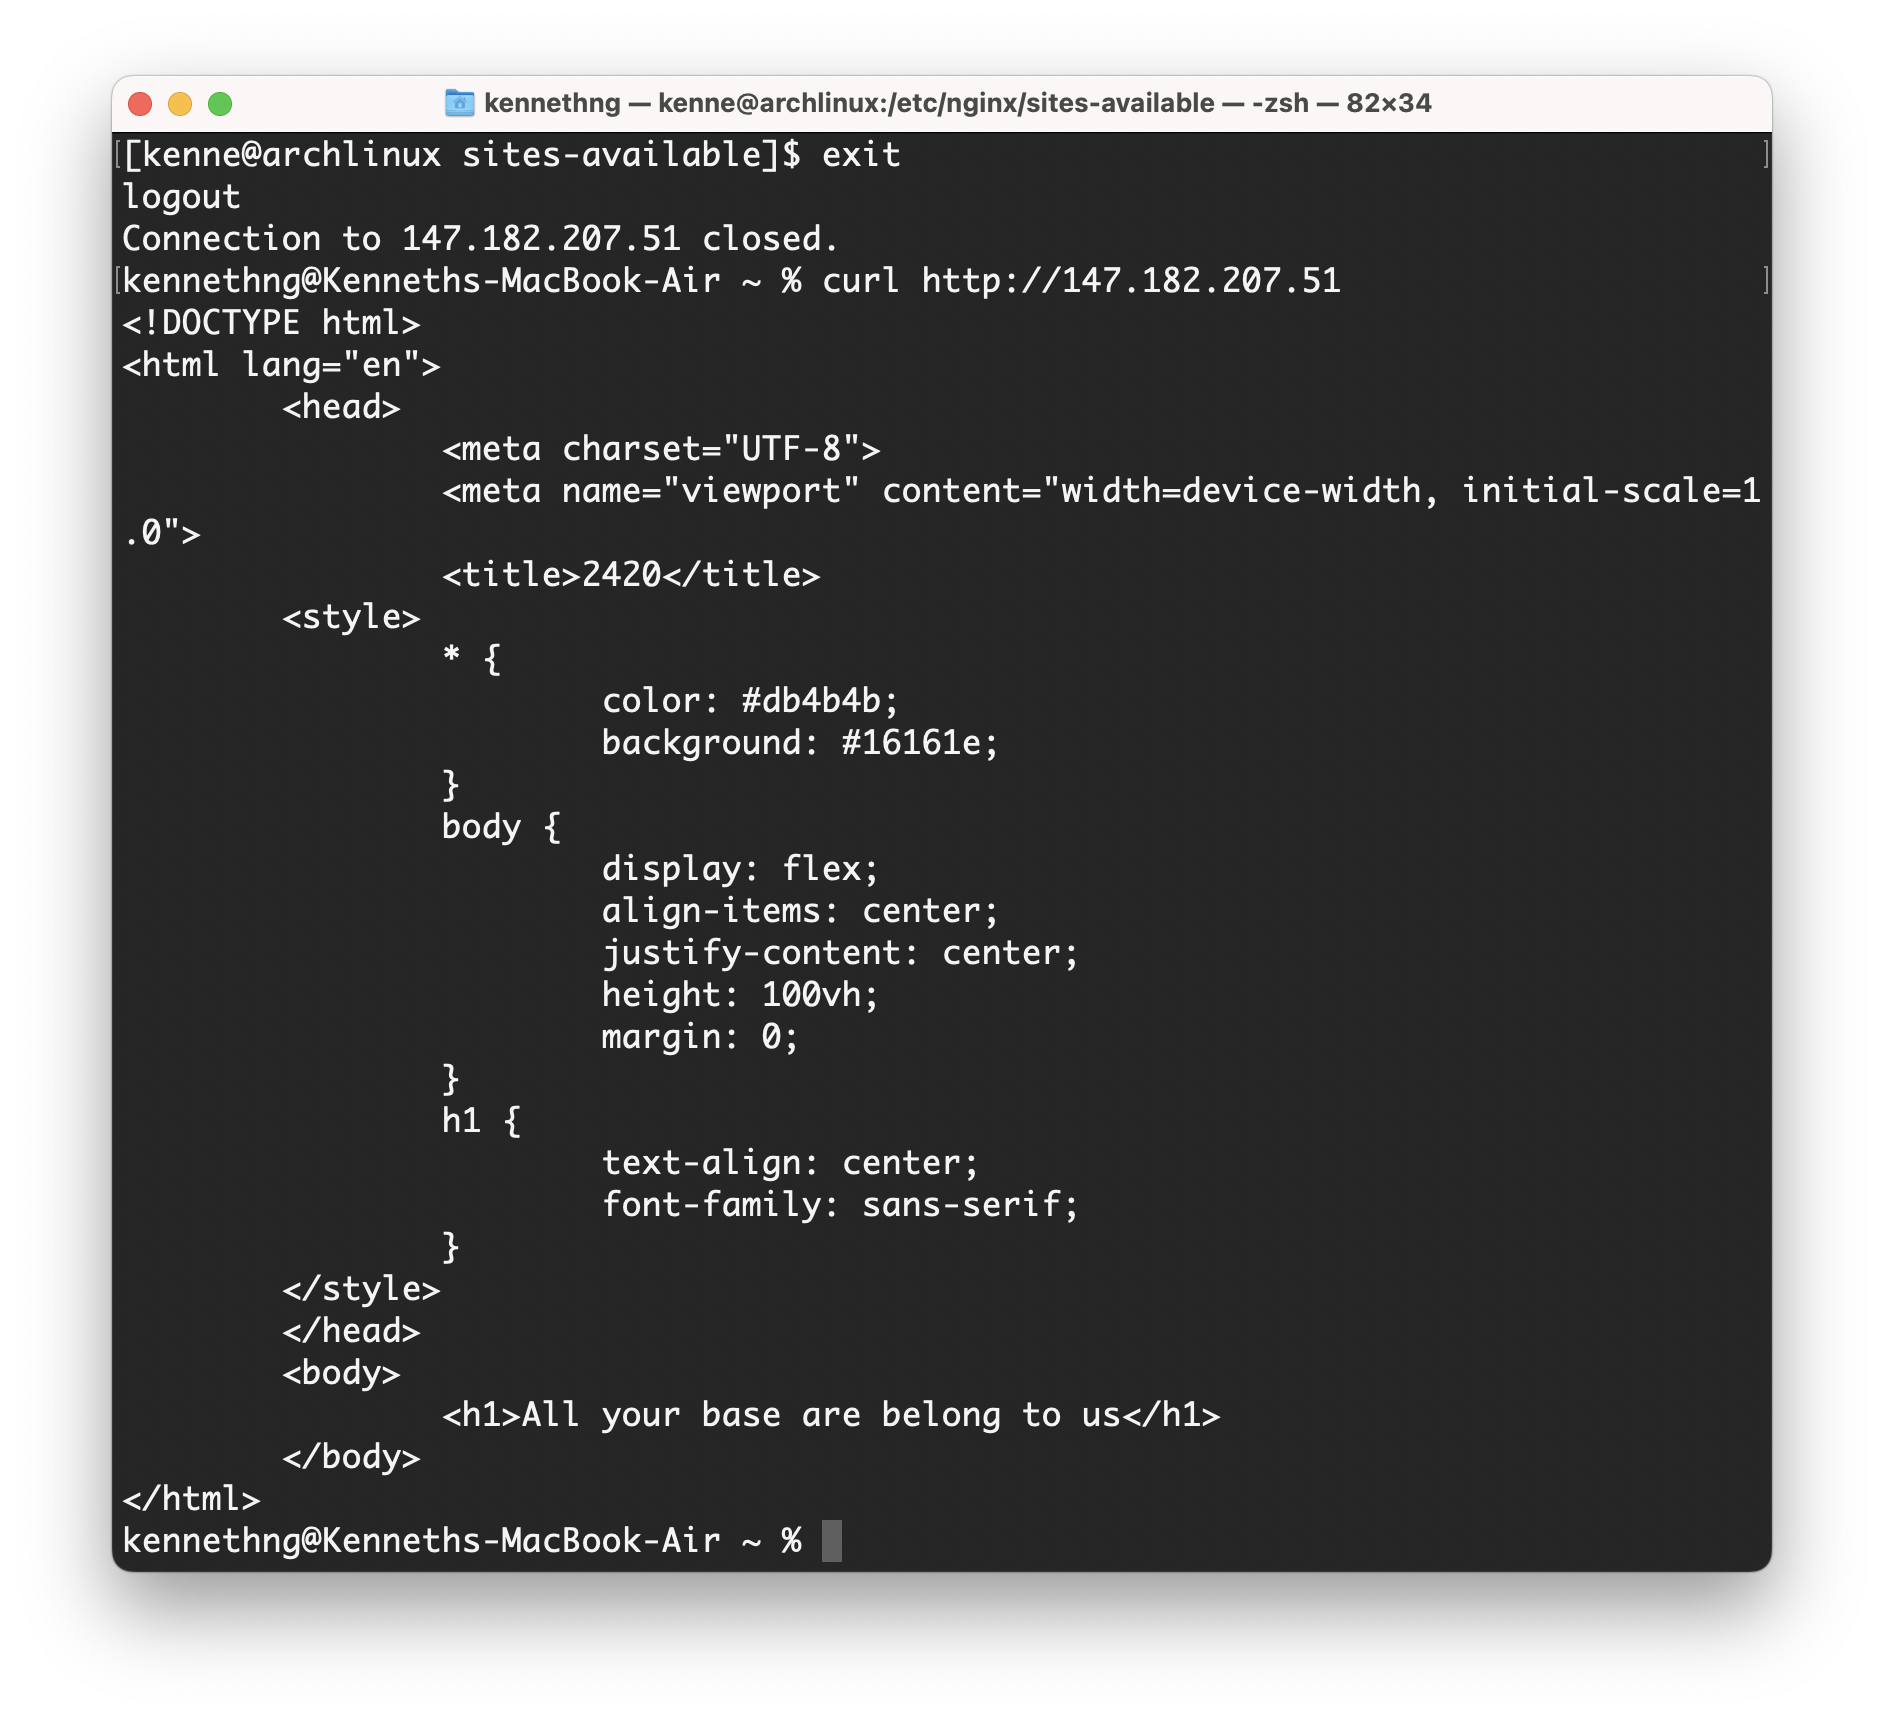 kennethng — kenne@archlinux:/etc/nginx/sites-available — -zsh — 82×34
[kenne@archlinux sites-available]$ exit
logout
Connection to 147.182.207.51 closed.
kennethng@Kenneths-MacBook-Air ~ % curl http://147.182.207.51
<!DOCTYPE html>
<html lang="en">
        <head>
                <meta charset="UTF-8">
                <meta name="viewport" content="width=device-width, initial-scale=1
.0">
                <title>2420</title>
        <style>
                * {
                        color: #db4b4b;
                        background: #16161e;
                }
                body {
                        display: flex;
                        align-items: center;
                        justify-content: center;
                        height: 100vh;
                        margin: 0;
                }
                h1 {
                        text-align: center;
                        font-family: sans-serif;
                }
        </style>
        </head>
        <body>
                <h1>All your base are belong to us</h1>
        </body>
</html>
kennethng@Kenneths-MacBook-Air ~ %